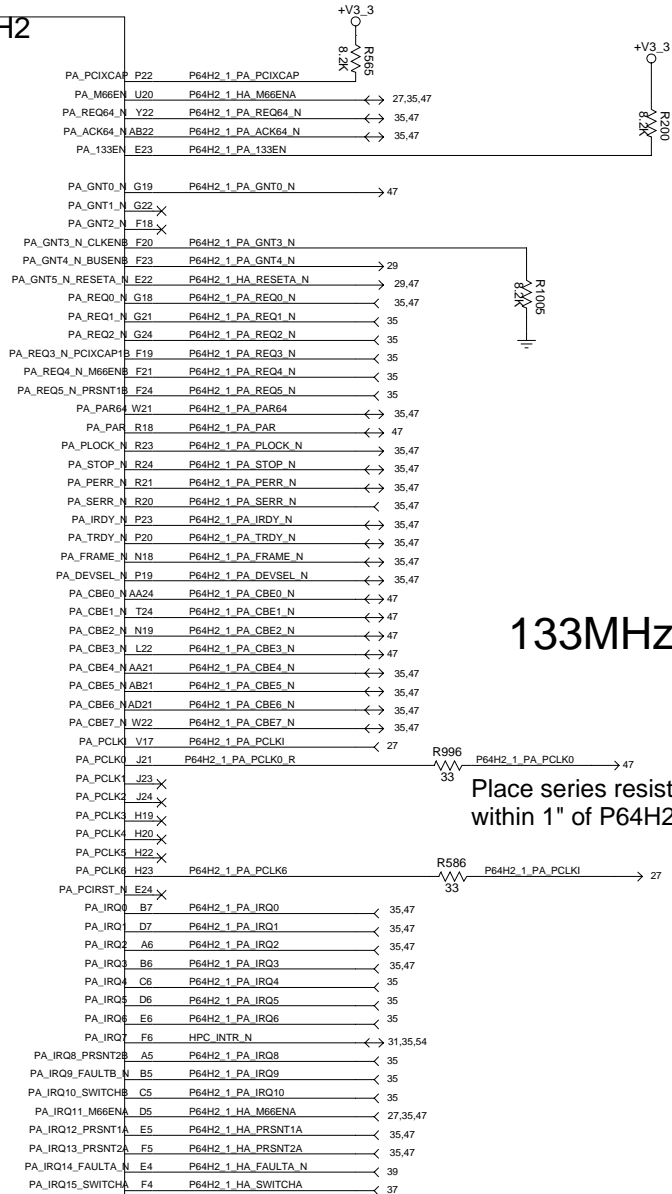 H2
+V3_3
R565
8.2K
+V3_3
R200
8.2K
PA_PCIXCAP P22 P64H2_1_PA_PCIXCAP
PA_M66EN U20 P64H2_1_HA_M66ENA 27,35,47
PA_REQ64_N Y22 P64H2_1_PA_REQ64_N 35,47
PA_ACK64_N AB22 P64H2_1_PA_ACK64_N 35,47
PA_133EN E23 P64H2_1_PA_133EN
PA_GNT0_N G19 P64H2_1_PA_GNT0_N 47
PA_GNT1_N G22
PA_GNT2_N F18
PA_GNT3_N_CLKENB F20 P64H2_1_PA_GNT3_N
PA_GNT4_N_BUSENB F23 P64H2_1_PA_GNT4_N 29
PA_GNT5_N_RESETA_N E22 P64H2_1_HA_RESETA_N 29,47
R1005
8.2K
PA_REQ0_N G18 P64H2_1_PA_REQ0_N 35,47
PA_REQ1_N G21 P64H2_1_PA_REQ1_N 35
PA_REQ2_N G24 P64H2_1_PA_REQ2_N 35
PA_REQ3_N_PCIXCAP1B F19 P64H2_1_PA_REQ3_N 35
PA_REQ4_N_M66ENB F21 P64H2_1_PA_REQ4_N 35
PA_REQ5_N_PRSNT1B F24 P64H2_1_PA_REQ5_N 35
PA_PAR64 W21 P64H2_1_PA_PAR64 35,47
PA_PAR R18 P64H2_1_PA_PAR 47
PA_PLOCK_N R23 P64H2_1_PA_PLOCK_N 35,47
PA_STOP_N R24 P64H2_1_PA_STOP_N 35,47
PA_PERR_N R21 P64H2_1_PA_PERR_N 35,47
PA_SERR_N R20 P64H2_1_PA_SERR_N 35,47
PA_IRDY_N P23 P64H2_1_PA_IRDY_N 35,47
PA_TRDY_N P20 P64H2_1_PA_TRDY_N 35,47
PA_FRAME_N N18 P64H2_1_PA_FRAME_N 35,47
PA_DEVSEL_N P19 P64H2_1_PA_DEVSEL_N 35,47
PA_CBE0_N AA24 P64H2_1_PA_CBE0_N 47
PA_CBE1_N T24 P64H2_1_PA_CBE1_N 47
PA_CBE2_N N19 P64H2_1_PA_CBE2_N 47
133MHz
PA_CBE3_N L22 P64H2_1_PA_CBE3_N 47
PA_CBE4_N AA21 P64H2_1_PA_CBE4_N 35,47
PA_CBE5_N AB21 P64H2_1_PA_CBE5_N 35,47
PA_CBE6_N AD21 P64H2_1_PA_CBE6_N 35,47
PA_CBE7_N W22 P64H2_1_PA_CBE7_N 35,47
PA_PCLKI V17 P64H2_1_PA_PCLKI 27
PA_PCLK0 J21 P64H2_1_PA_PCLK0_R R996 33 P64H2_1_PA_PCLK0 47
PA_PCLK1 J23
PA_PCLK2 J24
Place series resist
within 1" of P64H2
PA_PCLK3 H19
PA_PCLK4 H20
PA_PCLK5 H22
PA_PCLK6 H23 P64H2_1_PA_PCLK6 R586 33 P64H2_1_PA_PCLKI 27
PA_PCIRST_N E24
PA_IRQ0 B7 P64H2_1_PA_IRQ0 35,47
PA_IRQ1 D7 P64H2_1_PA_IRQ1 35,47
PA_IRQ2 A6 P64H2_1_PA_IRQ2 35,47
PA_IRQ3 B6 P64H2_1_PA_IRQ3 35,47
PA_IRQ4 C6 P64H2_1_PA_IRQ4 35
PA_IRQ5 D6 P64H2_1_PA_IRQ5 35
PA_IRQ6 E6 P64H2_1_PA_IRQ6 35
PA_IRQ7 F6 HPC_INTR_N 31,35,54
PA_IRQ8_PRSNT2B A5 P64H2_1_PA_IRQ8 35
PA_IRQ9_FAULTB_N B5 P64H2_1_PA_IRQ9 35
PA_IRQ10_SWITCHB C5 P64H2_1_PA_IRQ10 35
PA_IRQ11_M66ENA D5 P64H2_1_HA_M66ENA 27,35,47
PA_IRQ12_PRSNT1A E5 P64H2_1_HA_PRSNT1A 35,47
PA_IRQ13_PRSNT2A F5 P64H2_1_HA_PRSNT2A 35,47
PA_IRQ14_FAULTA_N E4 P64H2_1_HA_FAULTA_N 39
PA_IRQ15_SWITCHA F4 P64H2_1_HA_SWITCHA 37